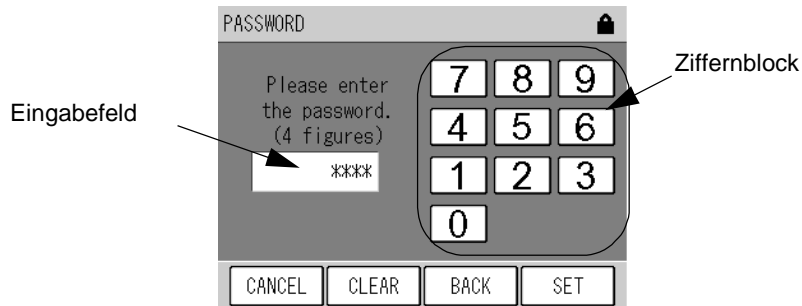 PASSWORD
Please enter
the password.
(4 figures)
****
7 8 9
4 5 6
1 2 3
0
CANCEL CLEAR BACK SET
Eingabefeld
Ziffernblock